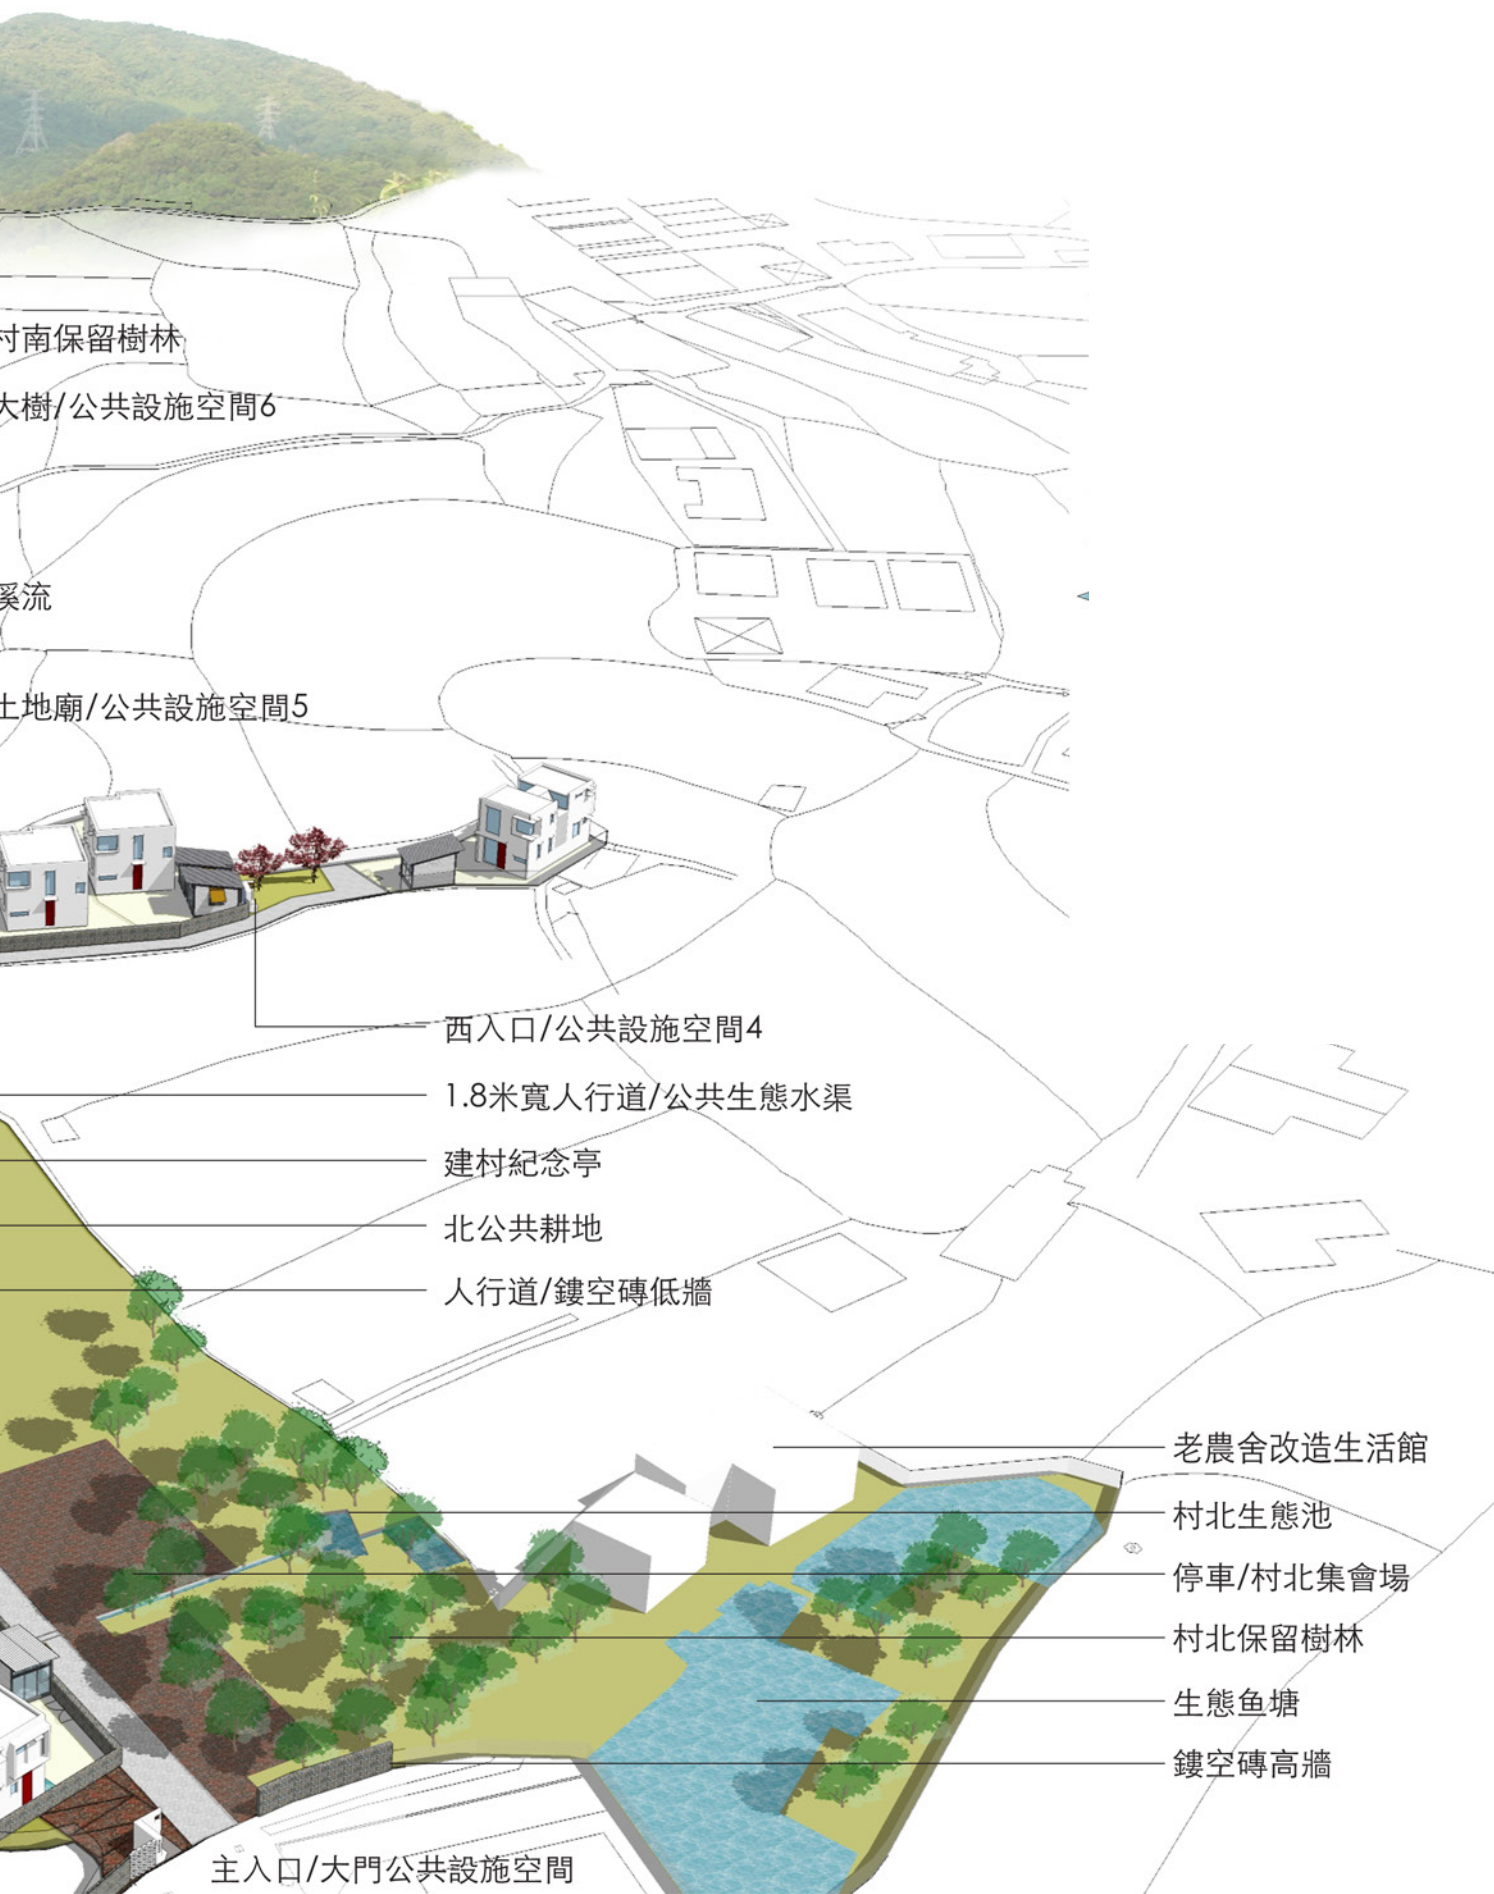 村南保留樹林
大樹/公共設施空間6
溪流
土地廟/公共設施空間5
西入口/公共設施空間4
1.8米寬人行道/公共生態水渠
建村紀念亭
北公共耕地
人行道/鏤空磚低牆
老農舍改造生活館
村北生態池
停車/村北集會場
村北保留樹林
生態鱼塘
鏤空磚高牆
主入口/大門公共設施空間